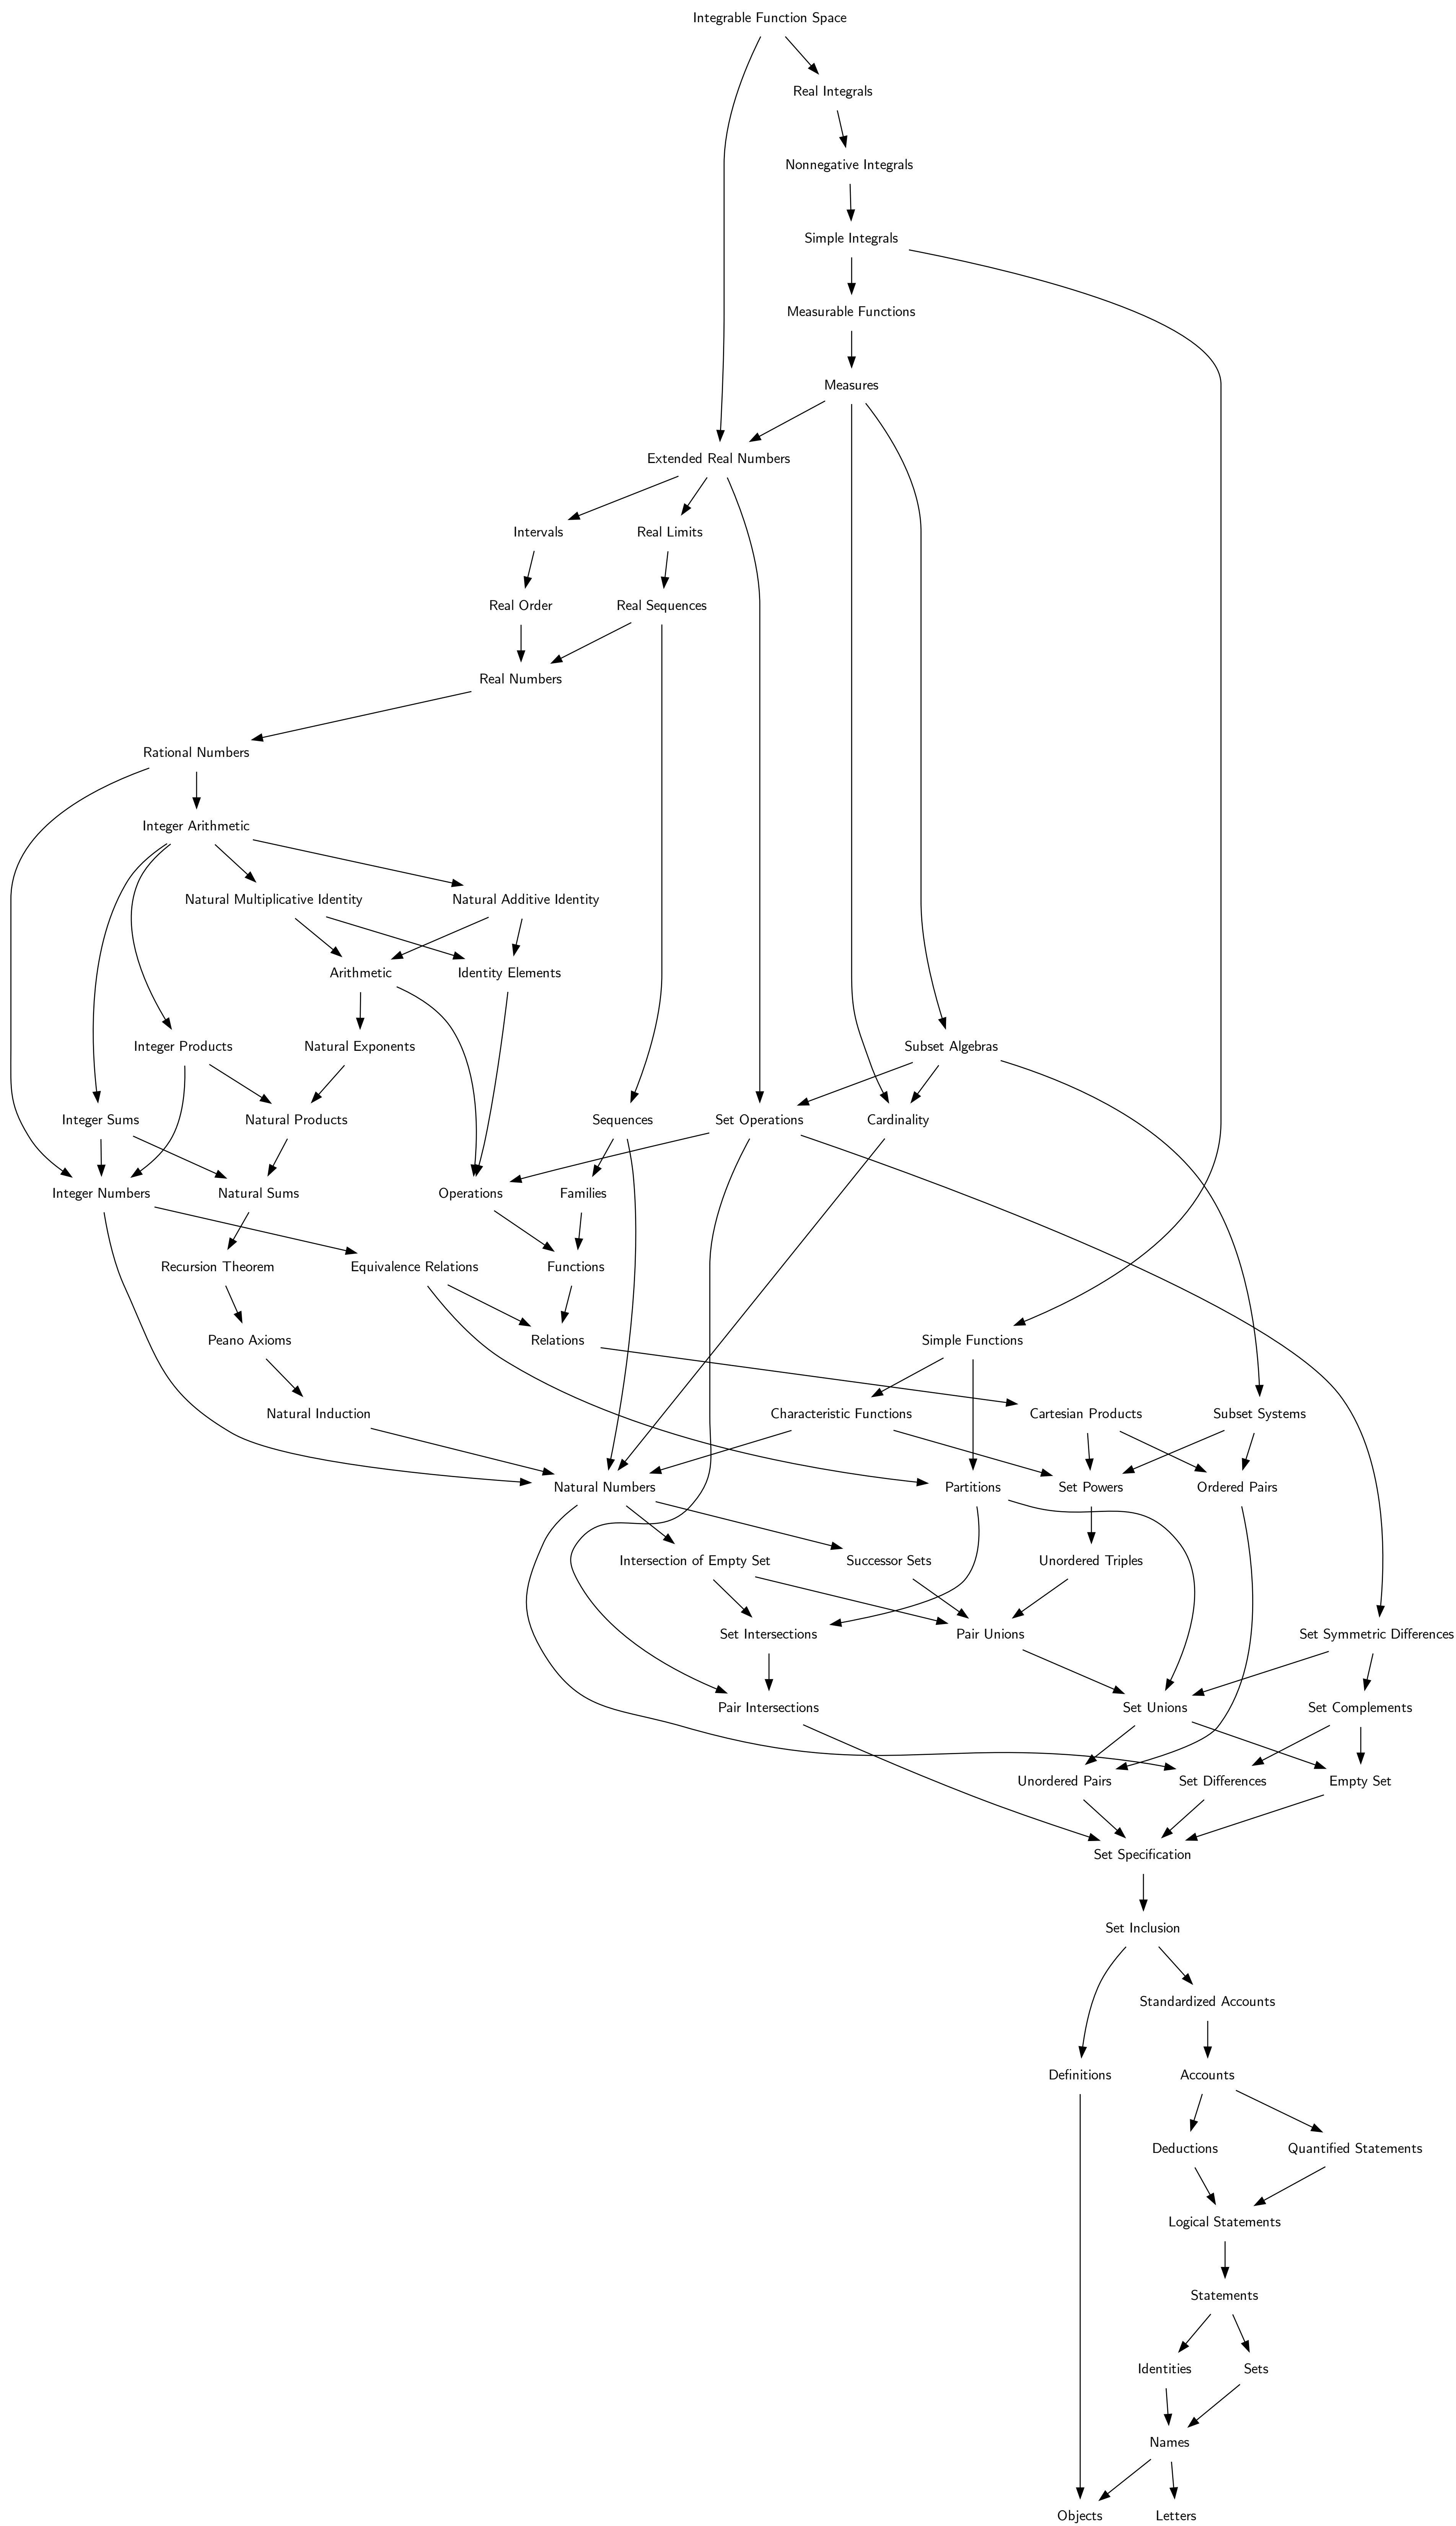 Integrable Function Space
Real Integrals
Nonnegative Integrals
Simple Integrals
Measurable Functions
Measures
Extended Real Numbers
Intervals
Real Limits
Real Order
Real Sequences
Real Numbers
Rational Numbers
Integer Arithmetic
Natural Multiplicative Identity
Natural Additive Identity
Arithmetic
Identity Elements
Integer Products
Natural Exponents
Subset Algebras
Integer Sums
Natural Products
Sequences
Set Operations
Cardinality
Integer Numbers
Natural Sums
Operations
Families
Recursion Theorem
Equivalence Relations
Functions
Peano Axioms
Relations
Simple Functions
Natural Induction
Characteristic Functions
Cartesian Products
Subset Systems
Natural Numbers
Partitions
Set Powers
Ordered Pairs
Intersection of Empty Set
Successor Sets
Unordered Triples
Set Intersections
Pair Unions
Set Symmetric Differences
Pair Intersections
Set Unions
Set Complements
Unordered Pairs
Set Differences
Empty Set
Set Specification
Set Inclusion
Standardized Accounts
Definitions
Accounts
Deductions
Quantified Statements
Logical Statements
Statements
Identities
Sets
Names
Objects
Letters